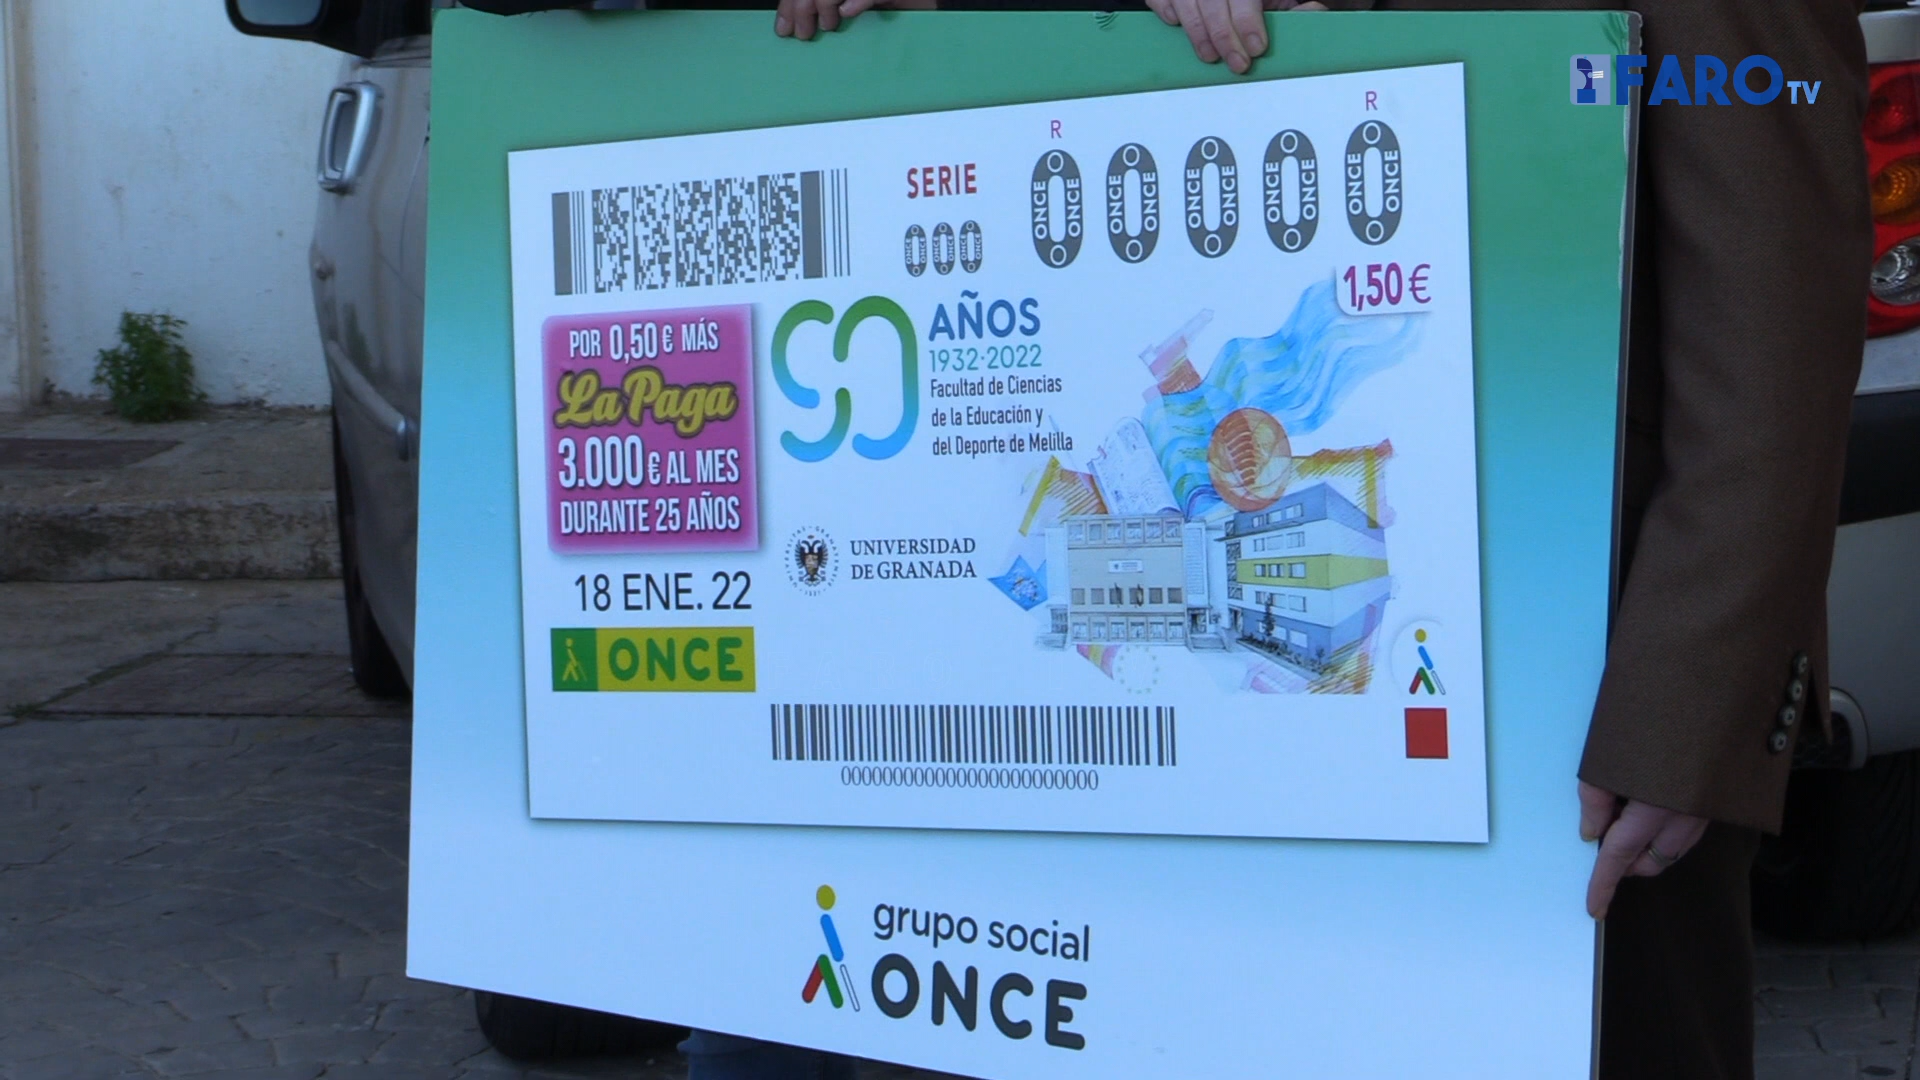 FARO TV
R R
SERIE
000 00000
ONCE ONCE ONCE ONCE ONCE ONCE ONCE ONCE ONCE ONCE
1,50 €
POR 0,50 € MÁS
La Paga
3.000 € AL MES
DURANTE 25 AÑOS
90 AÑOS
1932·2022
Facultad de Ciencias
de la Educación y
del Deporte de Melilla
UNIVERSIDAD
DE GRANADA
18 ENE. 22
ONCE
0000000000000000000000000
grupo social
ONCE